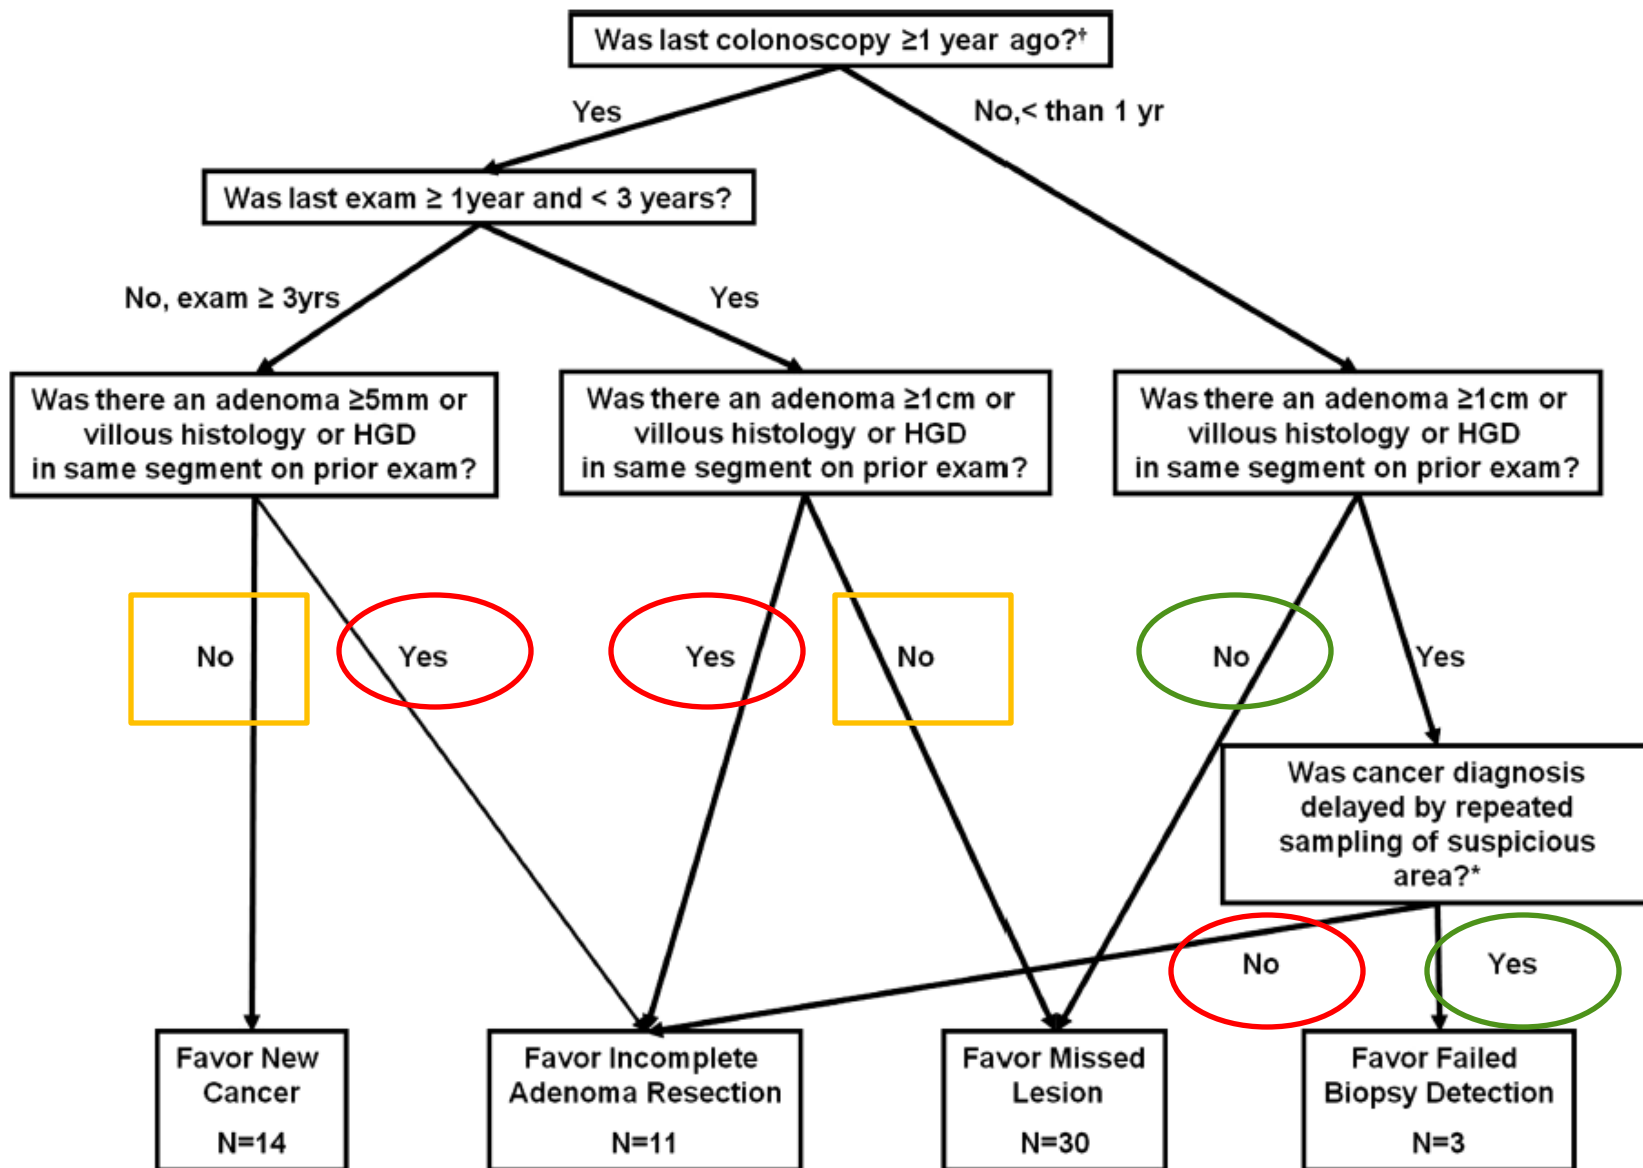 Was last colonoscopy ≥1 year ago?†
Yes
No,< than 1 yr
Was last exam ≥ 1year and < 3 years?
No, exam ≥ 3yrs
Yes
Was there an adenoma ≥5mm or
villous histology or HGD
in same segment on prior exam?
Was there an adenoma ≥1cm or
villous histology or HGD
in same segment on prior exam?
Was there an adenoma ≥1cm or
villous histology or HGD
in same segment on prior exam?
No
Yes
Yes
No
No
Yes
Was cancer diagnosis
delayed by repeated
sampling of suspicious
area?*
No
Yes
Favor New
Cancer
N=14
Favor Incomplete
Adenoma Resection
N=11
Favor Missed
Lesion
N=30
Favor Failed
Biopsy Detection
N=3